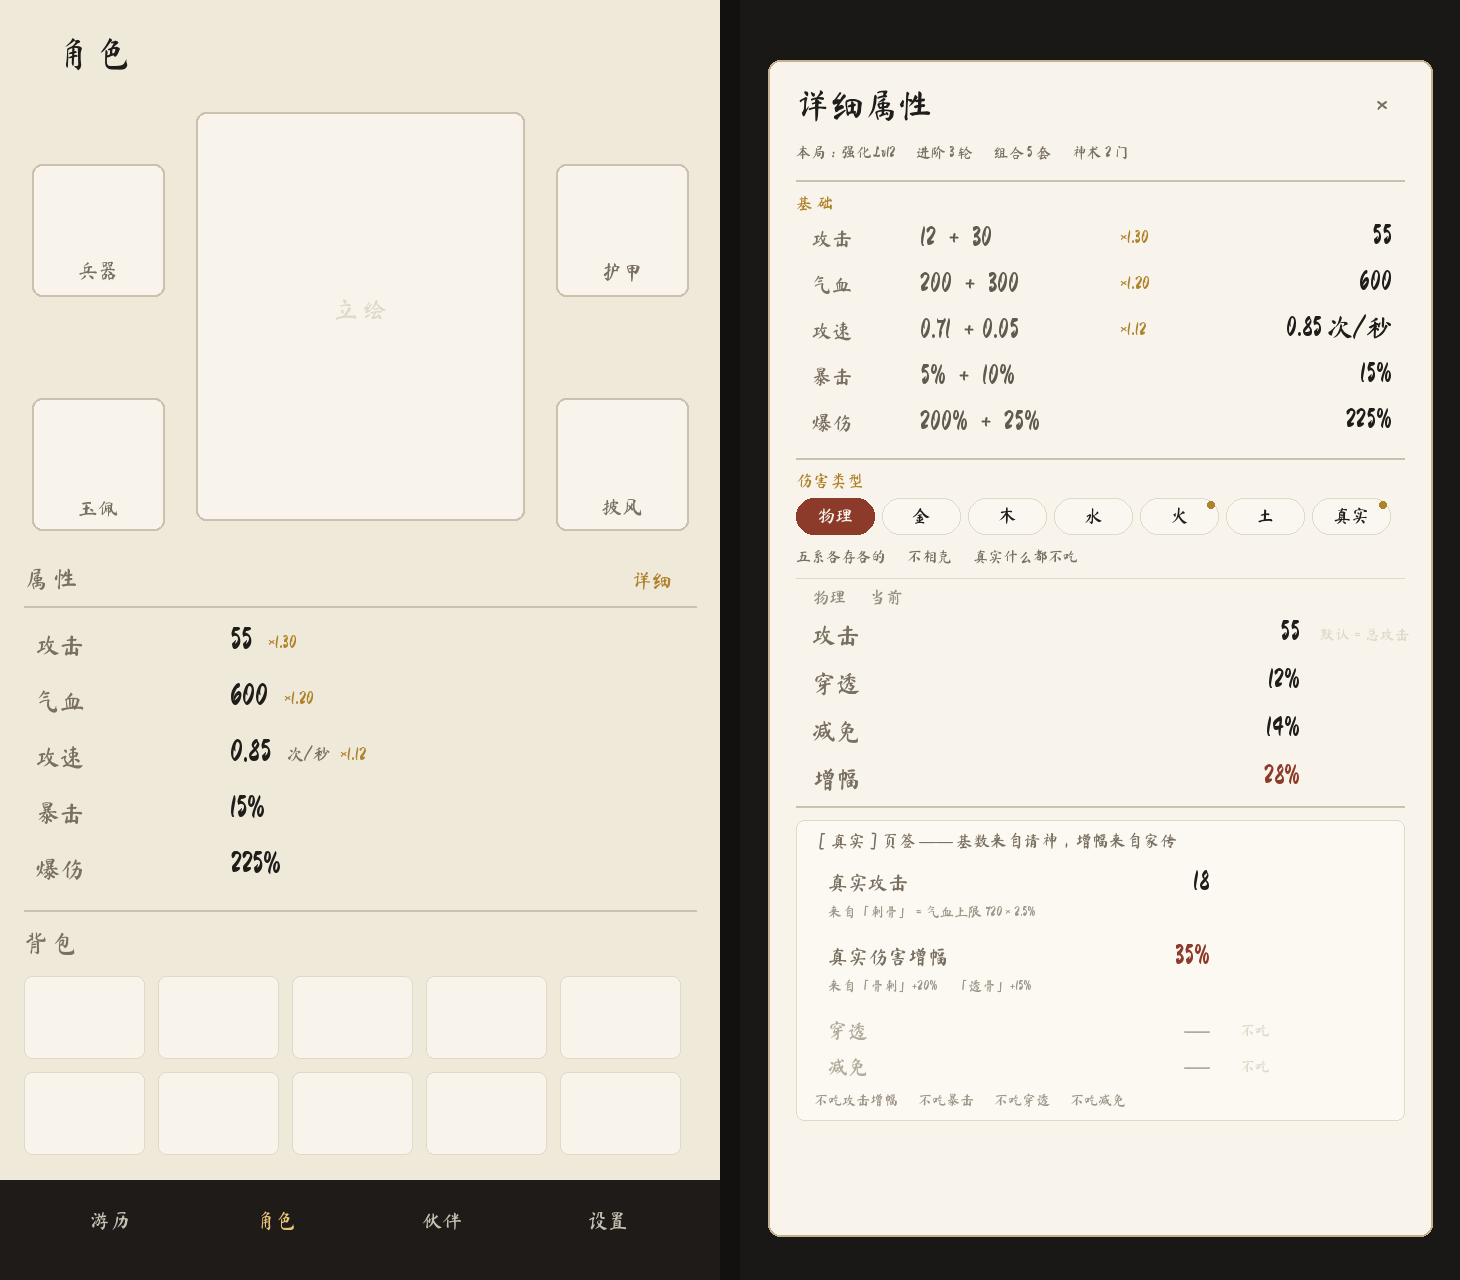 角色
兵器
护甲
立绘
玉佩
披风
属性 详细
攻击 55 ×1.30
气血 600 ×1.20
攻速 0.85 次/秒 ×1.12
暴击 15%
爆伤 225%
背包
游历 角色 伙伴 设置
详细属性 ×
本局：强化Lv12 进阶3轮 组合5套 神术2门
基础
攻击 12 + 30 ×1.30 55
气血 200 + 300 ×1.20 600
攻速 0.71 + 0.05 ×1.12 0.85 次/秒
暴击 5% + 10% 15%
爆伤 200% + 25% 225%
伤害类型
物理 金 木 水 火 土 真实
五系各存各的 不相克 真实什么都不吃
物理 当前
攻击 55 默认 = 总攻击
穿透 12%
减免 14%
增幅 28%
[真实]页签——基数来自请神，增幅来自家传
真实攻击 18
来自「刺骨」= 气血上限 720 × 2.5%
真实伤害增幅 35%
来自「骨刺」+20% 「透骨」+15%
穿透 — 不吃
减免 — 不吃
不吃攻击增幅 不吃暴击 不吃穿透 不吃减免